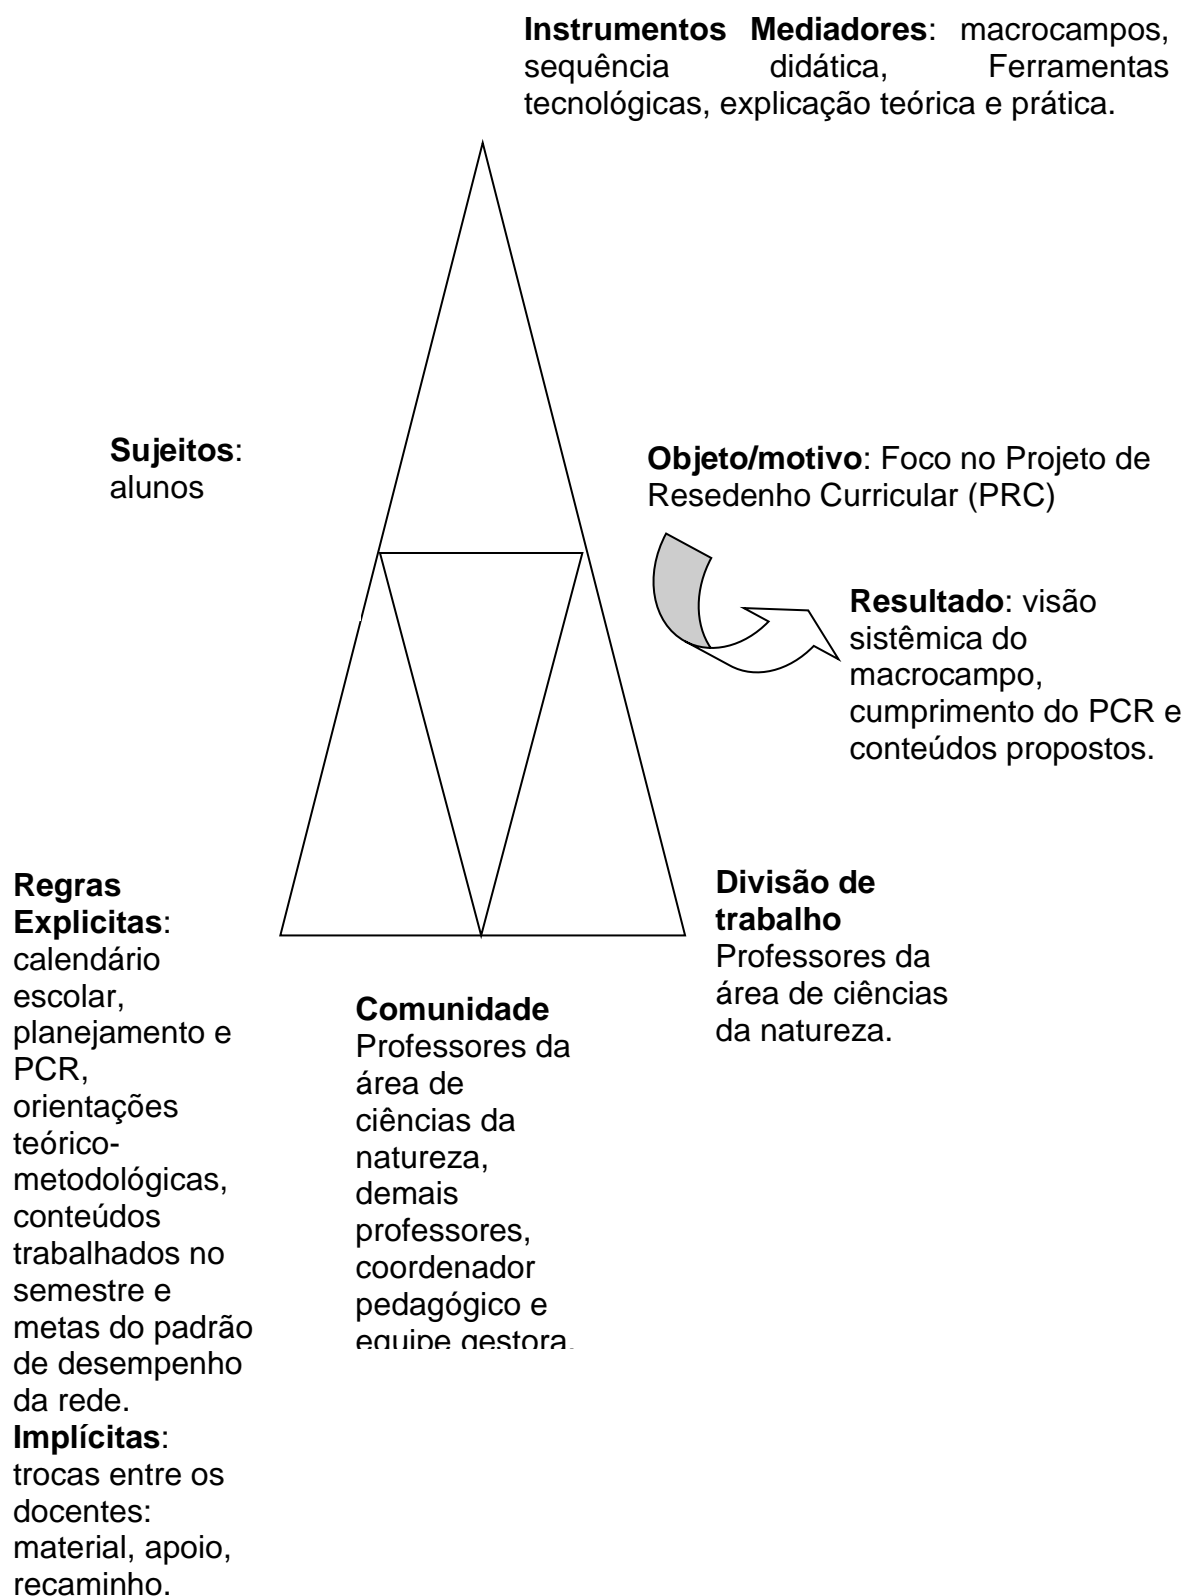 Instrumentos Mediadores: macrocampos,
sequência didática, Ferramentas
tecnológicas, explicação teórica e prática.
Sujeitos:
alunos
Objeto/motivo: Foco no Projeto de
Resedenho Curricular (PRC)
Resultado: visão
sistêmica do
macrocampo,
cumprimento do PCR e
conteúdos propostos.
Regras
Explicitas:
calendário
escolar,
planejamento e
PCR,
orientações
teórico-
metodológicas,
conteúdos
trabalhados no
semestre e
metas do padrão
de desempenho
da rede.
Implícitas:
trocas entre os
docentes:
material, apoio,
recaminho.
Comunidade
Professores da
área de
ciências da
natureza,
demais
professores,
coordenador
pedagógico e
equipe gestora.
Divisão de
trabalho
Professores da
área de ciências
da natureza.